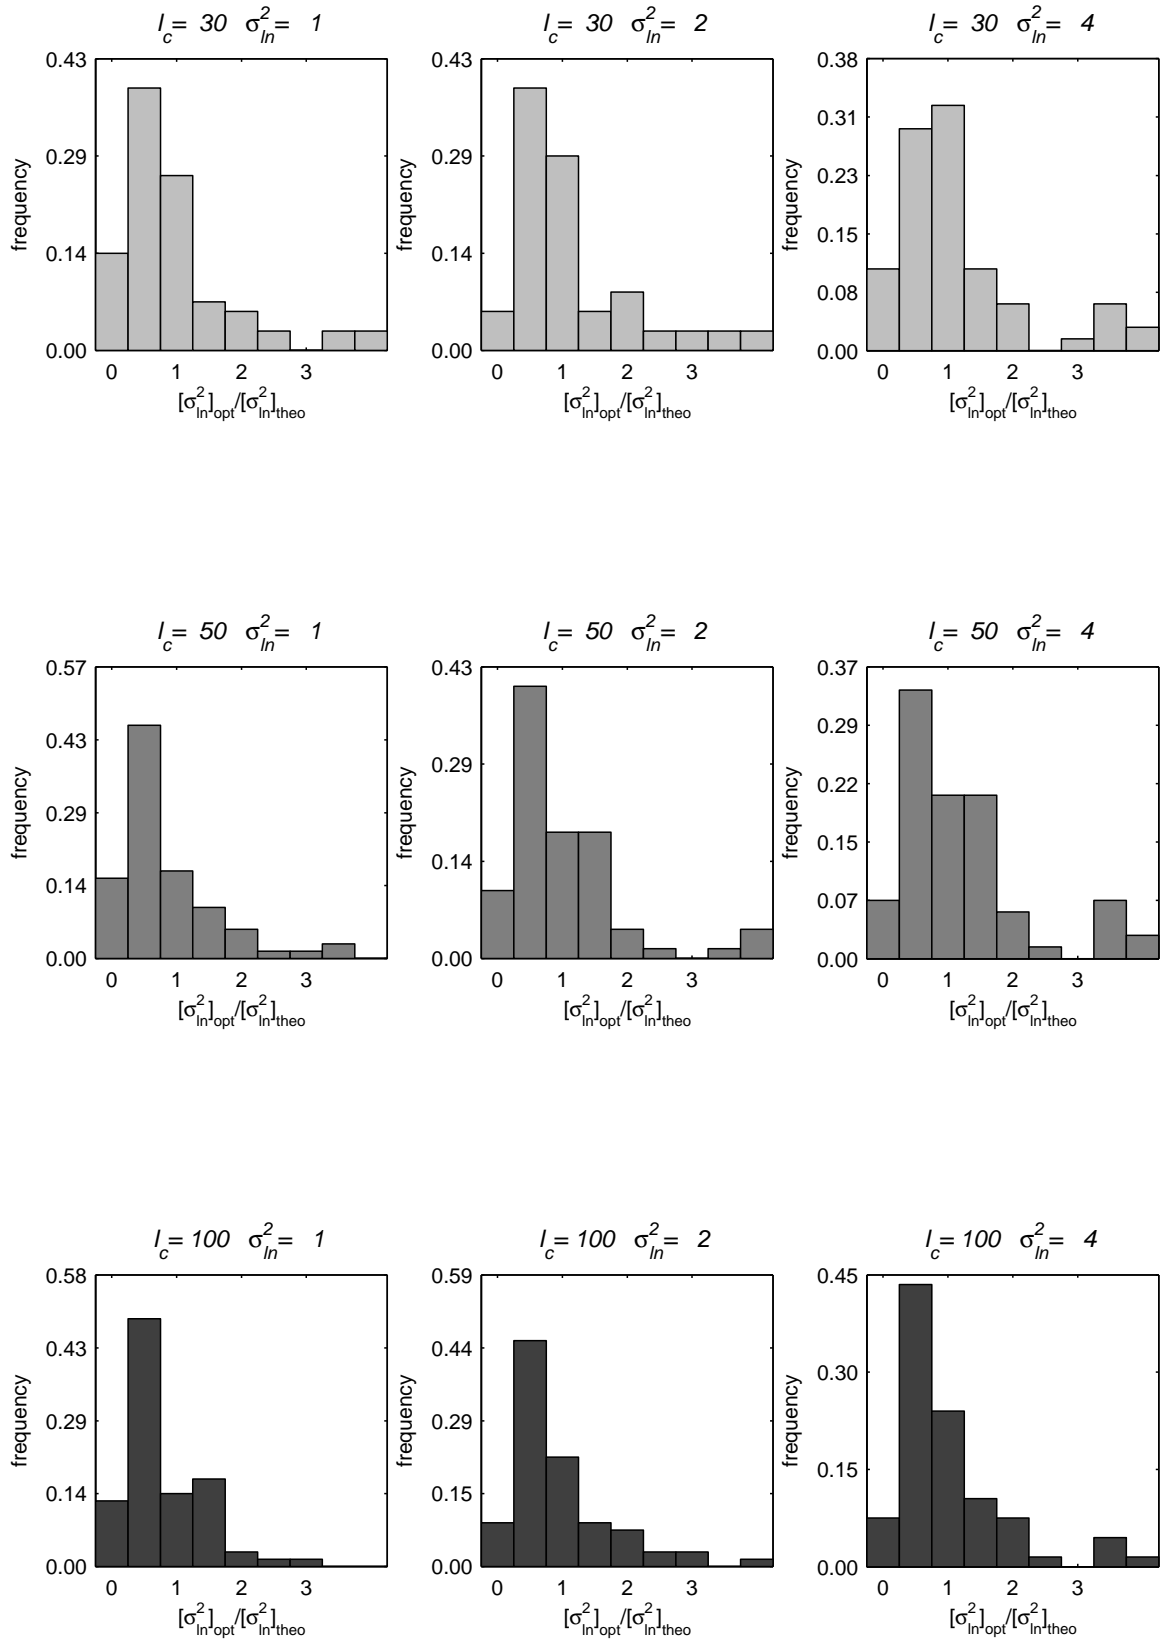 l_c= 30 σ²_ln= 1
0.43
0.29
0.14
0.00
frequency
0 1 2 3
[σ²_ln]_opt/[σ²_ln]_theo
l_c= 30 σ²_ln= 2
0.43
0.29
0.14
0.00
frequency
0 1 2 3
[σ²_ln]_opt/[σ²_ln]_theo
l_c= 30 σ²_ln= 4
0.38
0.31
0.23
0.15
0.08
0.00
frequency
0 1 2 3
[σ²_ln]_opt/[σ²_ln]_theo
l_c= 50 σ²_ln= 1
0.57
0.43
0.29
0.14
0.00
frequency
0 1 2 3
[σ²_ln]_opt/[σ²_ln]_theo
l_c= 50 σ²_ln= 2
0.43
0.29
0.14
0.00
frequency
0 1 2 3
[σ²_ln]_opt/[σ²_ln]_theo
l_c= 50 σ²_ln= 4
0.37
0.29
0.22
0.15
0.07
0.00
frequency
0 1 2 3
[σ²_ln]_opt/[σ²_ln]_theo
l_c= 100 σ²_ln= 1
0.58
0.43
0.29
0.14
0.00
frequency
0 1 2 3
[σ²_ln]_opt/[σ²_ln]_theo
l_c= 100 σ²_ln= 2
0.59
0.44
0.29
0.15
0.00
frequency
0 1 2 3
[σ²_ln]_opt/[σ²_ln]_theo
l_c= 100 σ²_ln= 4
0.45
0.30
0.15
0.00
frequency
0 1 2 3
[σ²_ln]_opt/[σ²_ln]_theo